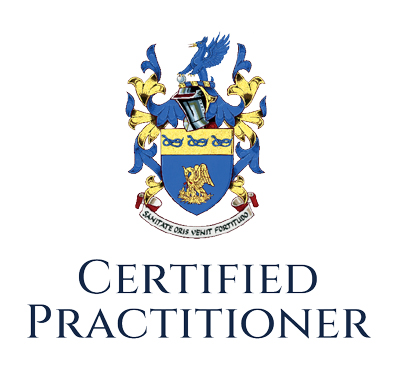 SANITATE ORIS VENIT FORTITUDO
CERTIFIED
PRACTITIONER